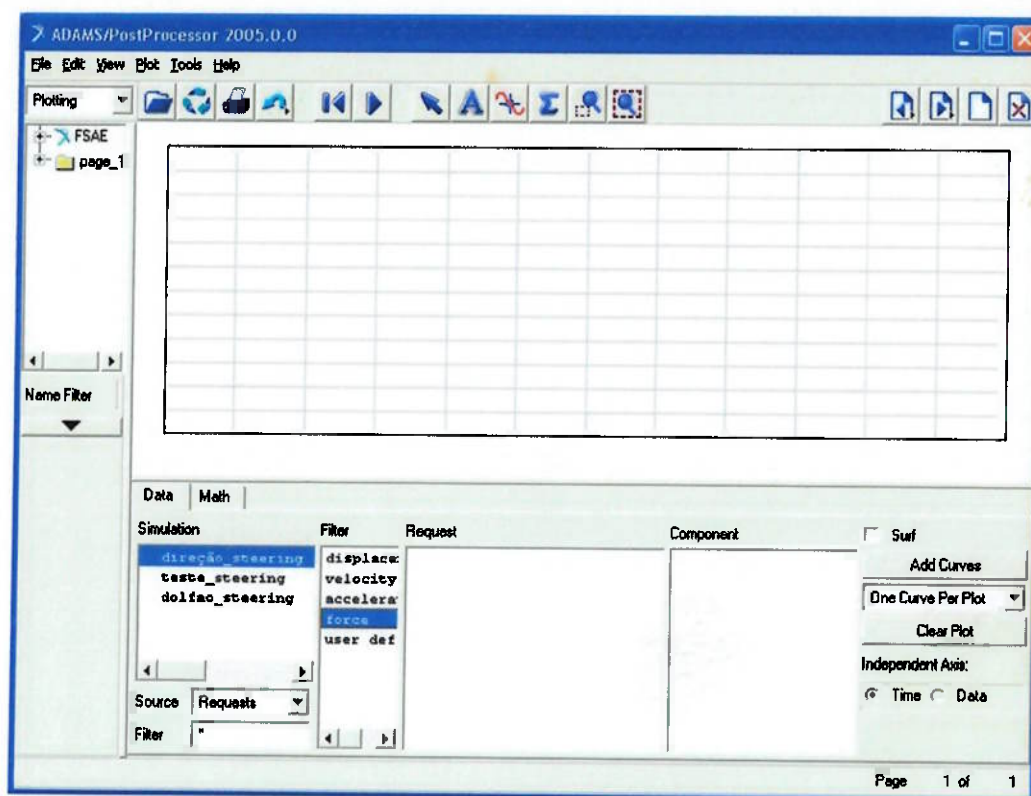 ADAMS/PostProcessor 2005.0.0
File Edit View Plot Tools Help
Plotting
FSAE
page_1
Name Filter
Data Math
Simulation Filter Request Component Surf
direção_steering
teste_steering
dolfao_steering
displacem
velocity
accelera
force
user def
Add Curves
One Curve Per Plot
Clear Plot
Independent Axis:
Time Data
Source Requests
Filter *
Page 1 of 1